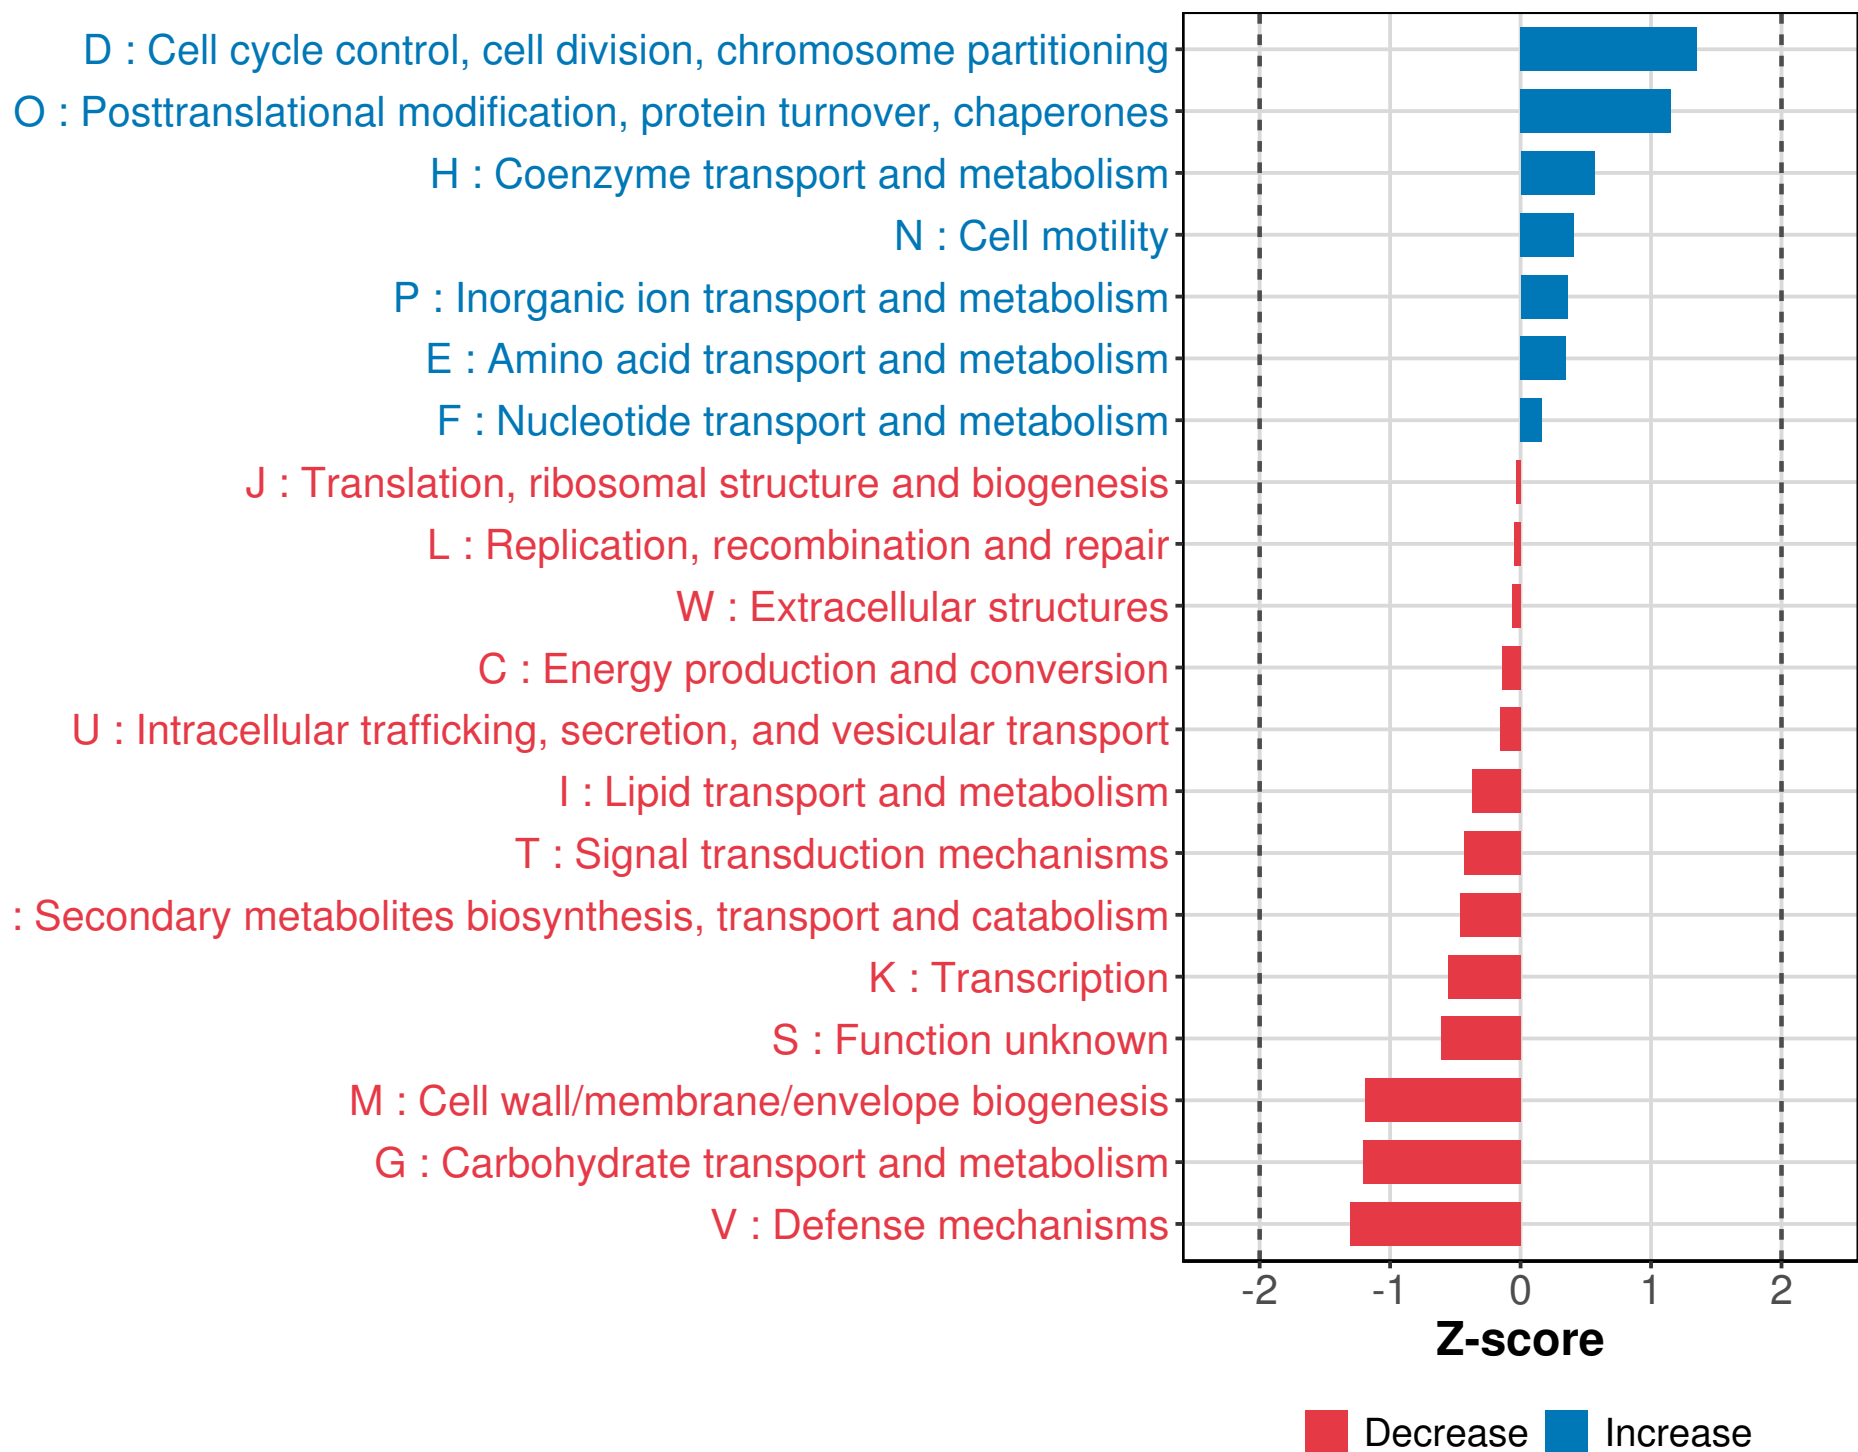 D : Cell cycle control, cell division, chromosome partitioning
O : Posttranslational modification, protein turnover, chaperones
H : Coenzyme transport and metabolism
N : Cell motility
P : Inorganic ion transport and metabolism
E : Amino acid transport and metabolism
F : Nucleotide transport and metabolism
J : Translation, ribosomal structure and biogenesis
L : Replication, recombination and repair
W : Extracellular structures
C : Energy production and conversion
U : Intracellular trafficking, secretion, and vesicular transport
I : Lipid transport and metabolism
T : Signal transduction mechanisms
: Secondary metabolites biosynthesis, transport and catabolism
K : Transcription
S : Function unknown
M : Cell wall/membrane/envelope biogenesis
G : Carbohydrate transport and metabolism
V : Defense mechanisms
-2 -1 0 1 2
Z-score
Decrease Increase